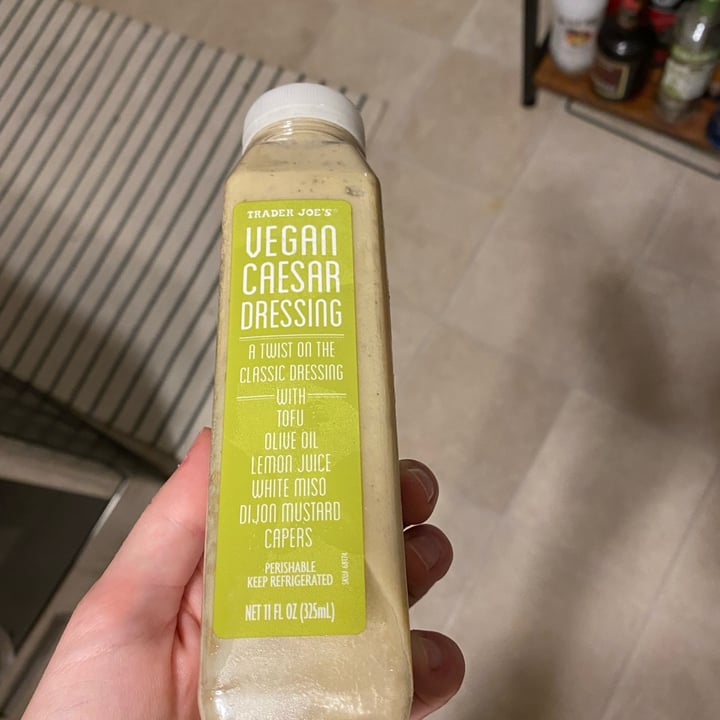 TRADER JOE'S®
VEGAN
CAESAR
DRESSING
A TWIST ON THE
CLASSIC DRESSING
WITH
TOFU
OLIVE OIL
LEMON JUICE
WHITE MISO
DIJON MUSTARD
CAPERS
PERISHABLE
KEEP REFRIGERATED
NET 11 FL OZ (325mL)